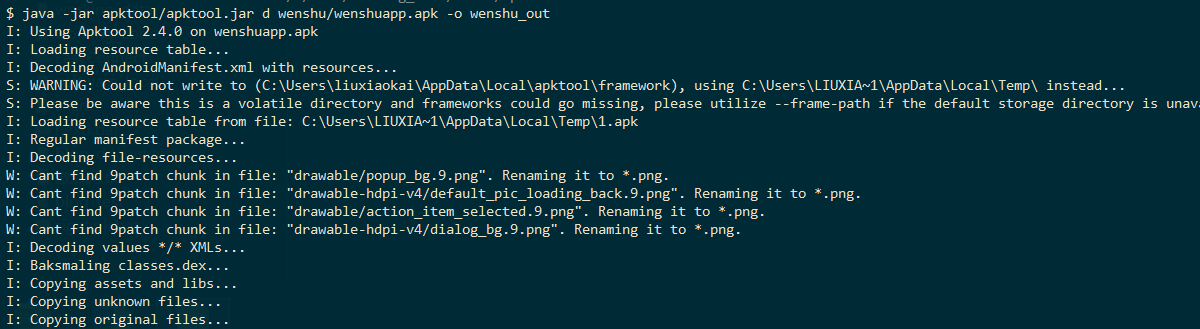 $ java -jar apktool/apktool.jar d wenshu/wenshuapp.apk -o wenshu_out
I: Using Apktool 2.4.0 on wenshuapp.apk
I: Loading resource table...
I: Decoding AndroidManifest.xml with resources...
S: WARNING: Could not write to (C:\Users\liuxiaokai\AppData\Local\apktool\framework), using C:\Users\LIUXIA~1\AppData\Local\Temp\ instead...
S: Please be aware this is a volatile directory and frameworks could go missing, please utilize --frame-path if the default storage directory is unav
I: Loading resource table from file: C:\Users\LIUXIA~1\AppData\Local\Temp\1.apk
I: Regular manifest package...
I: Decoding file-resources...
W: Cant find 9patch chunk in file: "drawable/popup_bg.9.png". Renaming it to *.png.
W: Cant find 9patch chunk in file: "drawable-hdpi-v4/default_pic_loading_back.9.png". Renaming it to *.png.
W: Cant find 9patch chunk in file: "drawable/action_item_selected.9.png". Renaming it to *.png.
W: Cant find 9patch chunk in file: "drawable-hdpi-v4/dialog_bg.9.png". Renaming it to *.png.
I: Decoding values */* XMLs...
I: Baksmaling classes.dex...
I: Copying assets and libs...
I: Copying unknown files...
I: Copying original files...